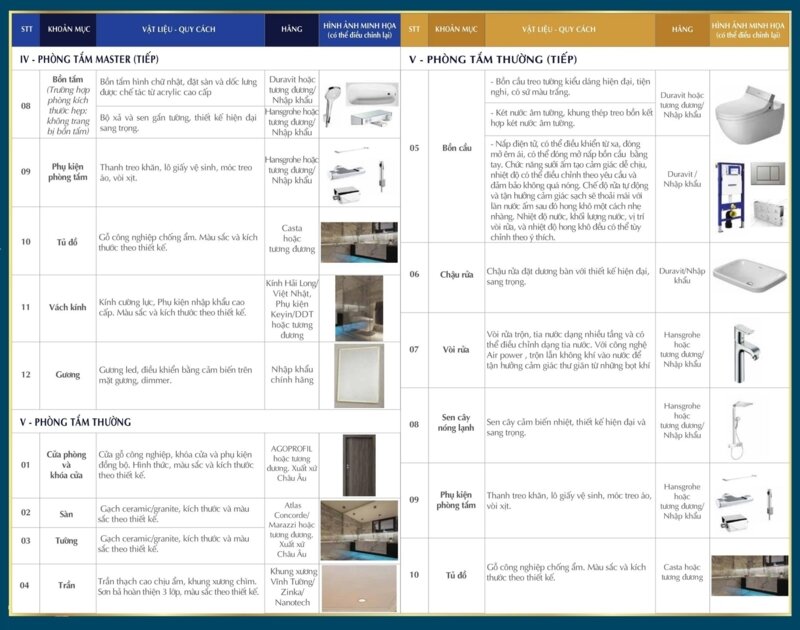 STT KHOẢN MỤC VẬT LIỆU - QUY CÁCH HÃNG HÌNH ẢNH MINH HỌA
(có thể điều chỉnh lại)
IV - PHÒNG TẮM MASTER (TIẾP)
08
Bồn tắm
(Trường hợp
phòng kích
thước hẹp:
không trang
bị bồn tắm)
Bồn tắm hình chữ nhật, đặt sàn và dốc lưng
được chế tác từ acrylic cao cấp
Duravit hoặc
tương đương/
Nhập khẩu
Bộ xả và sen gắn tường, thiết kế hiện đại
sang trọng.
Hansgrohe hoặc
tương đương/
Nhập khẩu
09
Phụ kiện
phòng tắm
Thanh treo khăn, lô giấy vệ sinh, móc treo
áo, vòi xịt.
Hansgrohe hoặc
tương đương/
Nhập khẩu
10
Tủ đồ
Gỗ công nghiệp chống ẩm. Màu sắc và kích
thước theo thiết kế.
Casta
hoặc
tương đương
11
Vách kính
Kính cường lực, Phụ kiện nhập khẩu cao
cấp. Màu sắc và kích thước theo thiết kế.
Kính Hải Long/
Việt Nhật,
Phụ kiện
Keyin/DDT
hoặc tương
đương
12
Gương
Gương led, điều khiển bằng cảm biến trên
mặt gương, dimmer.
Nhập khẩu
chính hãng
V - PHÒNG TẮM THƯỜNG
01
Cửa phòng
và
khóa cửa
Cửa gỗ công nghiệp, khóa cửa và phụ kiện
đồng bộ. Hình thức, màu sắc và kích thước
theo thiết kế.
AGOPROFIL
hoặc tương
đương. Xuất xứ
Châu Âu
02
Sàn
Gạch ceramic/granite, kích thước và màu
sắc theo thiết kế.
Atlas
Concorde/
Marazzi hoặc
tương đương.
Xuất xứ
Châu Âu
03
Tường
Gạch ceramic/granite, kích thước và màu
sắc theo thiết kế.
04
Trần
Trần thạch cao chịu ẩm, khung xương chìm.
Sơn bả hoàn thiện 3 lớp, màu sắc theo thiết kế.
Khung xương
Vĩnh Tường/
Zinka/
Nanotech
STT KHOẢN MỤC VẬT LIỆU - QUY CÁCH HÃNG HÌNH ẢNH MINH HỌA
(có thể điều chỉnh lại)
V - PHÒNG TẮM THƯỜNG (TIẾP)
05
Bồn cầu
- Bồn cầu treo tường kiểu dáng hiện đại, tiện
nghi, có sứ màu trắng.
- Két nước âm tường, khung thép treo bồn kết
hợp két nước âm tường.
Duravit hoặc
tương đương/
Nhập khẩu
- Nắp điện tử, có thể điều khiển từ xa, đóng
mở êm ái, có thể đóng mở nắp bồn cầu bằng
tay. Chức năng sưởi ấm tạo cảm giác dễ chịu,
nhiệt độ có thể điều chỉnh theo yêu cầu và
đảm bảo không quá nóng. Chế độ rửa tự động
và tận hưởng cảm giác sạch sẽ thoải mái với
làn nước ấm sau đó hong khô một cách nhẹ
nhàng. Nhiệt độ nước, khối lượng nước, vị trí
vòi rửa, và nhiệt độ hong khô đều có thể tùy
chỉnh theo ý thích.
Duravit /
Nhập khẩu
06
Chậu rửa
Chậu rửa đặt dương bàn với thiết kế hiện đại,
sang trọng.
Duravit/Nhập
khẩu
07
Vòi rửa
Vòi rửa trộn, tia nước dạng nhiều tầng và có
thể điều chỉnh dạng tia nước. Với công nghệ
Air power , trộn lẫn không khí vào nước để
tận hưởng cảm giác thư giãn từ những bọt khí
Hansgrohe
hoặc
tương đương/
Nhập khẩu
08
Sen cây
nóng lạnh
Sen cây cảm biến nhiệt, thiết kế hiện đại và
sang trọng.
Hansgrohe
hoặc
tương đương/
Nhập khẩu
09
Phụ kiện
phòng tắm
Thanh treo khăn, lô giấy vệ sinh, móc treo áo,
vòi xịt.
Hansgrohe
hoặc
tương đương/
Nhập khẩu
10
Tủ đồ
Gỗ công nghiệp chống ẩm. Màu sắc và kích
thước theo thiết kế.
Casta hoặc
tương đương